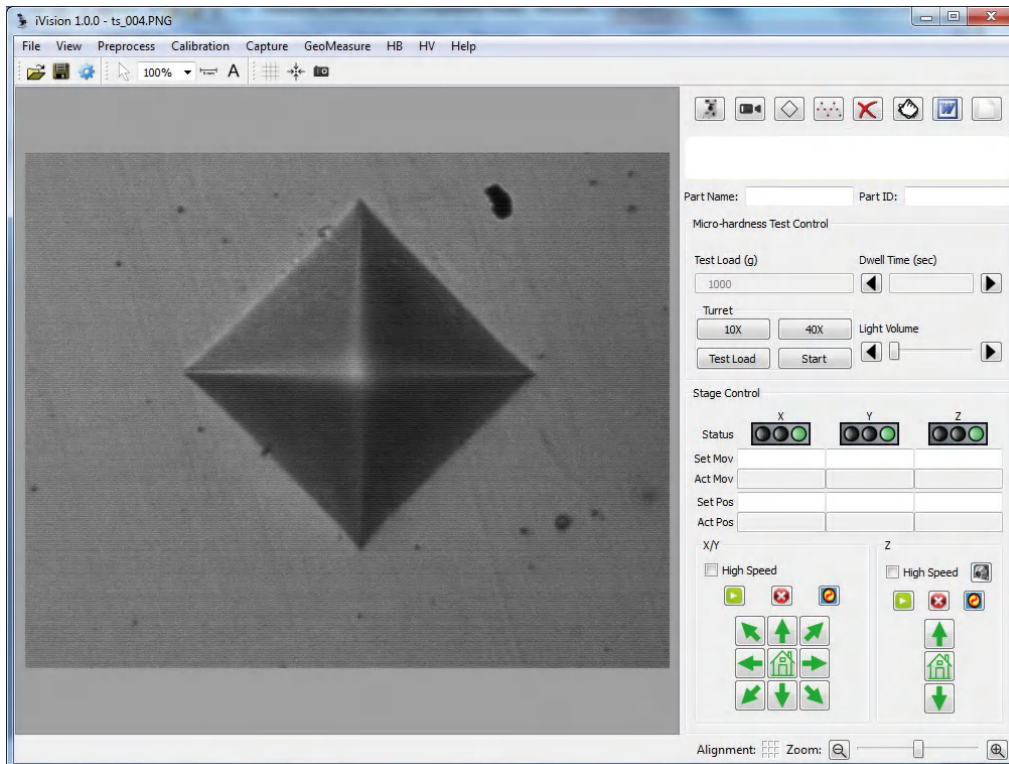 iVision 1.0.0 - ts_004.PNG
File View Preprocess Calibration Capture GeoMeasure HB HV Help
100% A
W
Part Name: Part ID:
Micro-hardness Test Control
Test Load (g) Dwell Time (sec)
1000
Turret
10X 40X Light Volume
Test Load Start
Stage Control
X Y Z
Status
Set Mov
Act Mov
Set Pos
Act Pos
X/Y Z
High Speed High Speed
Alignment: Zoom: